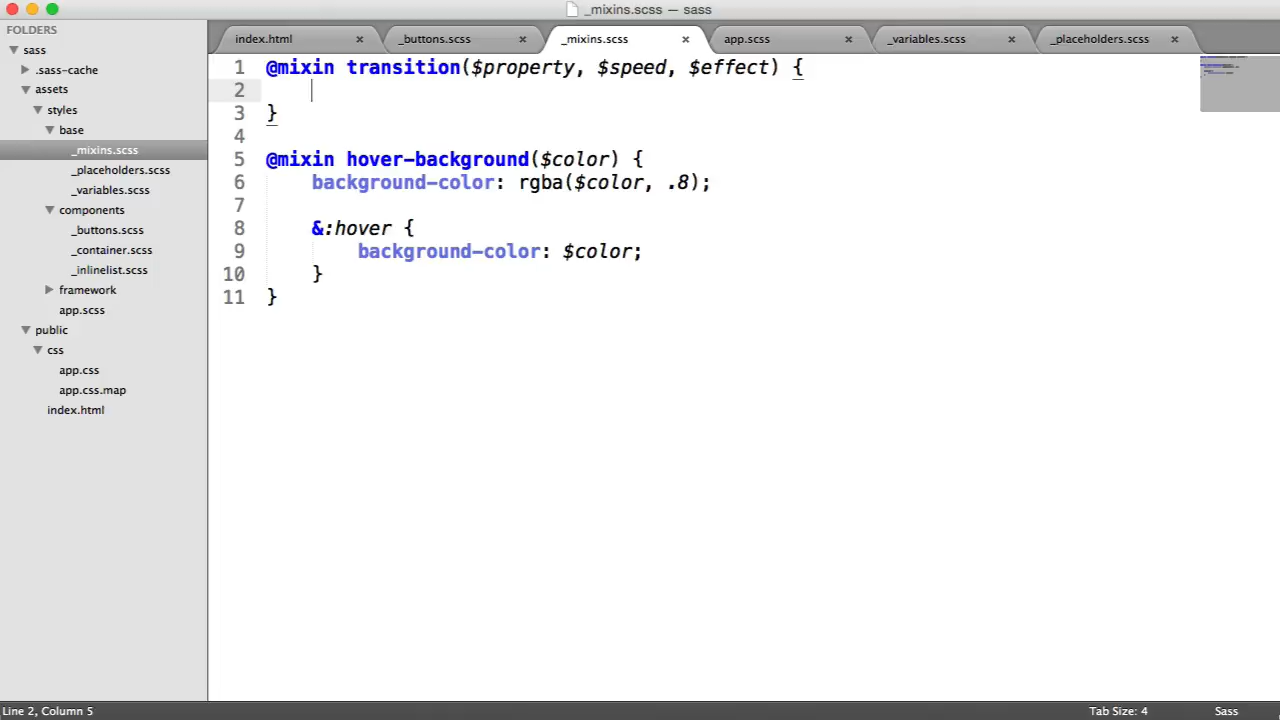 _mixins.scss — sass
FOLDERS
sass
.sass-cache
assets
styles
base
_mixins.scss
_placeholders.scss
_variables.scss
components
_buttons.scss
_container.scss
_inlinelist.scss
framework
app.scss
public
css
app.css
app.css.map
index.html
index.html × _buttons.scss × _mixins.scss × app.scss × _variables.scss × _placeholders.scss ×
1 @mixin transition($property, $speed, $effect) {
2
3 }
4
5 @mixin hover-background($color) {
6 background-color: rgba($color, .8);
7
8 &:hover {
9 background-color: $color;
10 }
11 }
Line 2, Column 5 Tab Size: 4 Sass